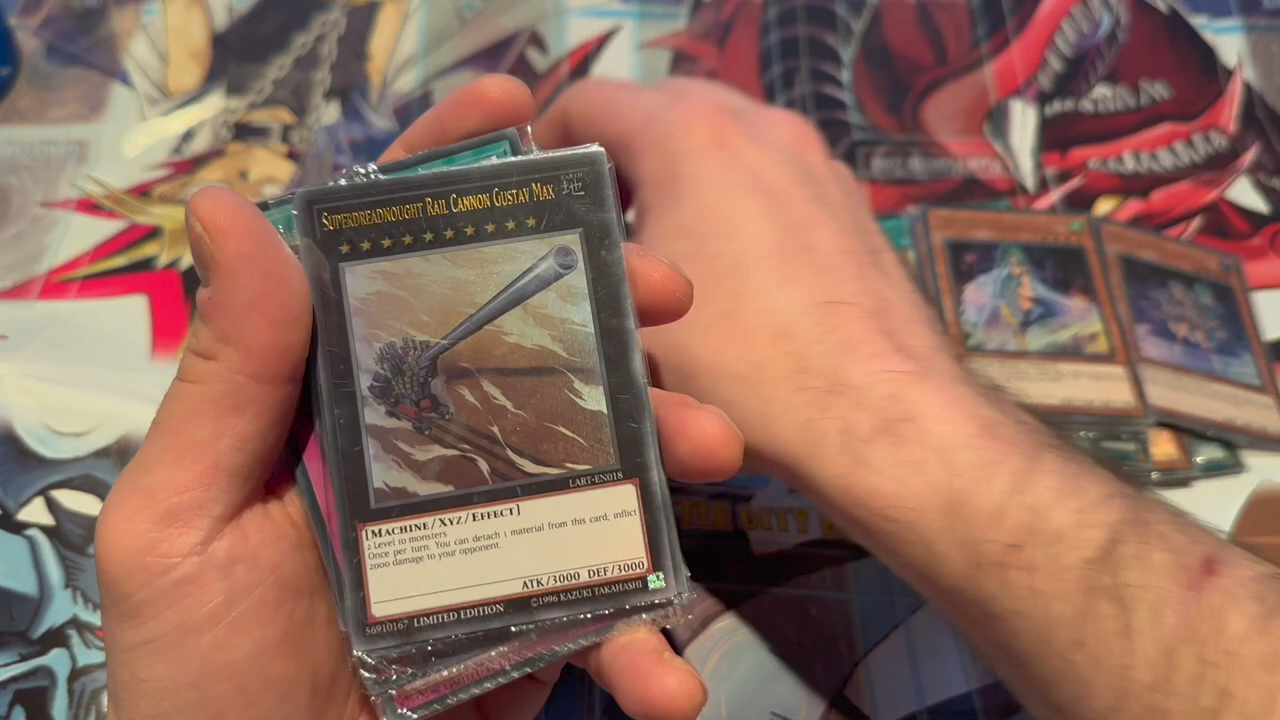 SUPERDREADNOUGHT RAIL CANNON GUSTAV MAX
EARTH
地
LART-EN018
[MACHINE/XYZ/EFFECT]
2 Level 10 monsters
Once per turn: You can detach 1 material from this card; inflict
2000 damage to your opponent.
ATK/3000 DEF/3000
56910167 LIMITED EDITION ©1996 KAZUKI TAKAHASHI
CITY